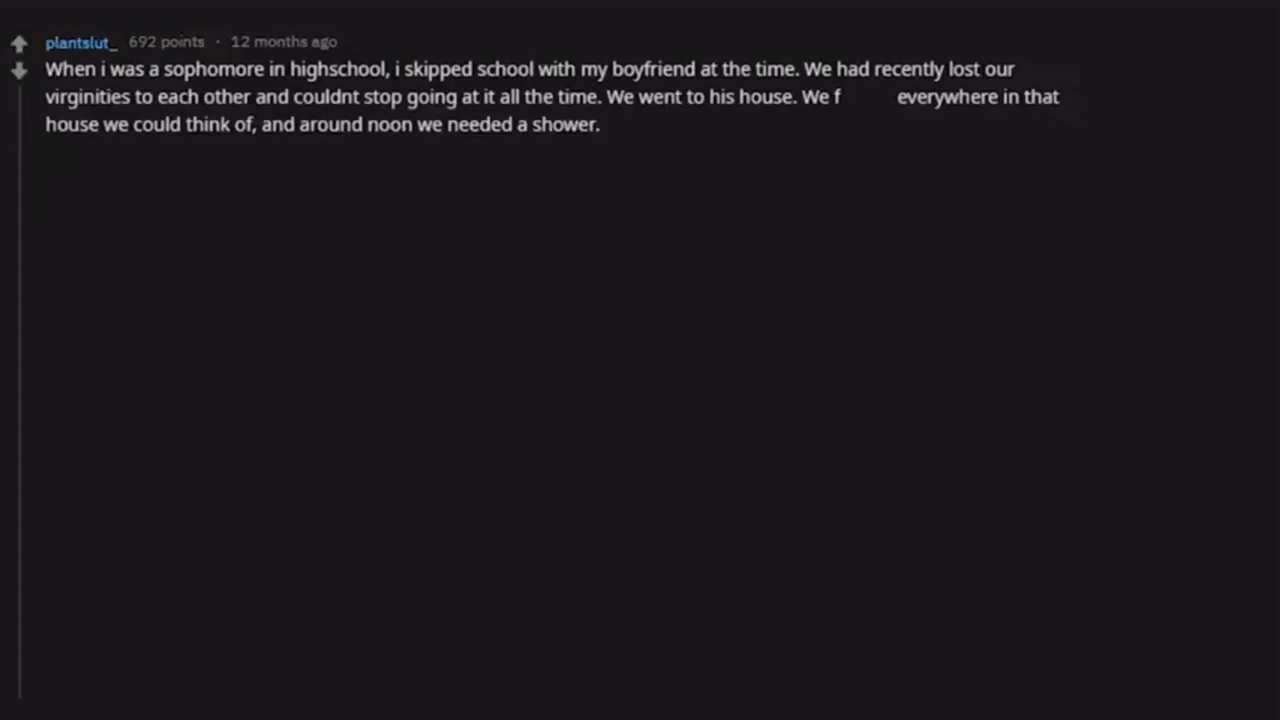 plantslut_ 692 points · 12 months ago
When i was a sophomore in highschool, i skipped school with my boyfriend at the time. We had recently lost our
virginities to each other and couldnt stop going at it all the time. We went to his house. We f everywhere in that
house we could think of, and around noon we needed a shower.